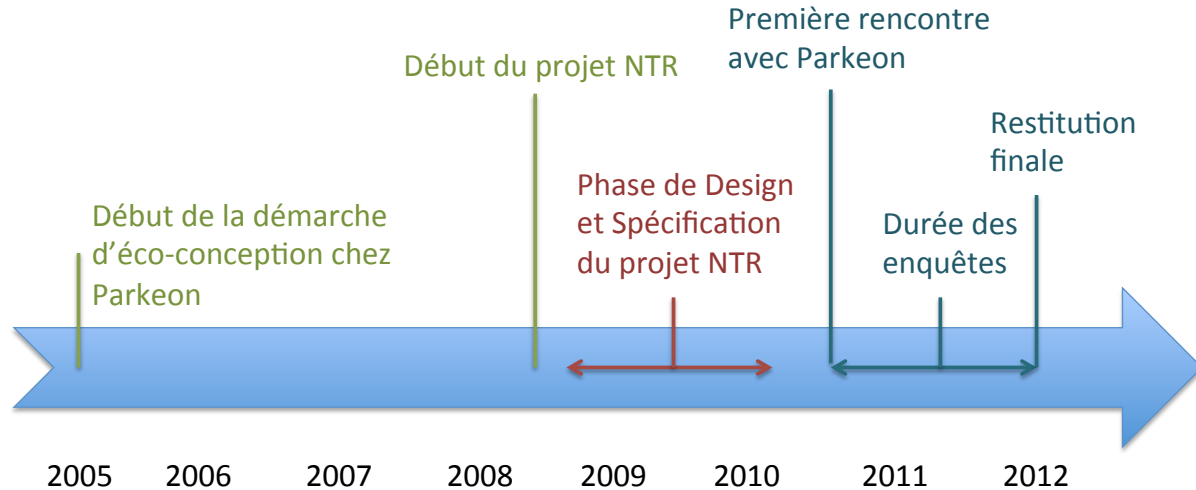 Première rencontre
avec Parkeon
Début du projet NTR
Restitution
finale
Phase de Design
et Spécification
du projet NTR
Début de la démarche
d’éco-conception chez
Parkeon
Durée des
enquêtes
2005 2006 2007 2008 2009 2010 2011 2012